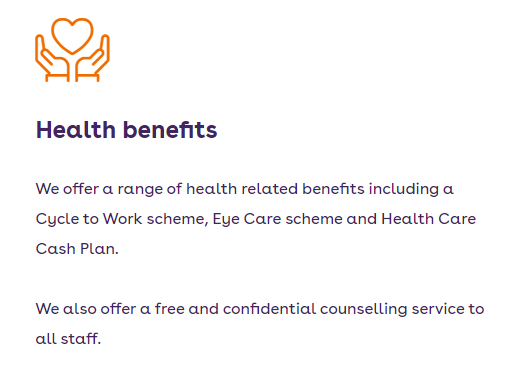 Health benefits
We offer a range of health related benefits including a
Cycle to Work scheme, Eye Care scheme and Health Care
Cash Plan.
We also offer a free and confidential counselling service to
all staff.